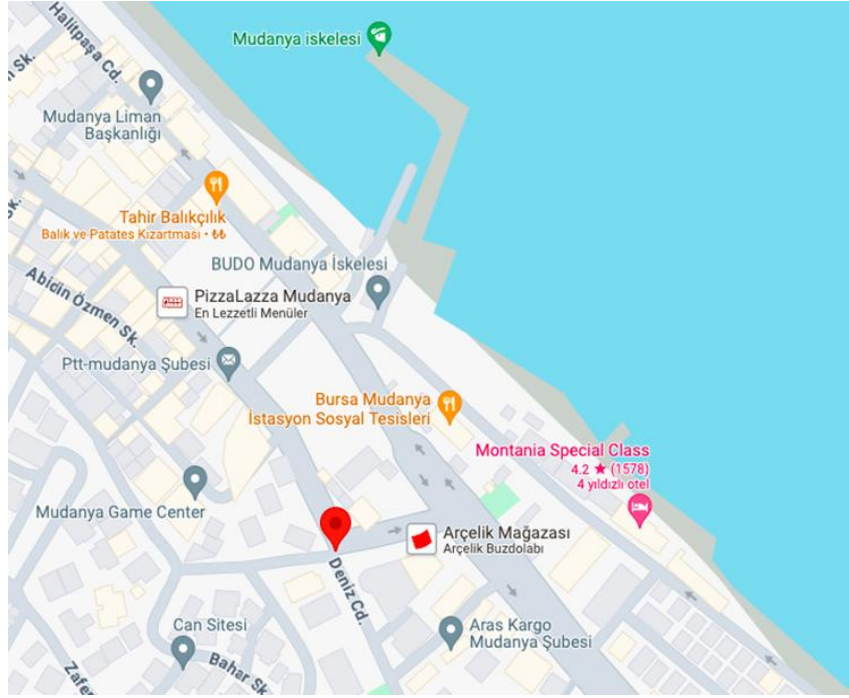 Halitpaşa Cd.
Mudanya iskelesi
Sk.
Mudanya Liman
Başkanlığı
Tahir Balıkçılık
Balık ve Patates Kızartması • ₺₺
Sk.
BUDO Mudanya İskelesi
Abidin Özmen Sk.
PizzaLazza Mudanya
En Lezzetli Menüler
Ptt-mudanya Şubesi
Bursa Mudanya
İstasyon Sosyal Tesisleri
Montania Special Class
4.2 ★ (1578)
4 yıldızlı otel
Mudanya Game Center
Arçelik Mağazası
Arçelik Buzdolabı
Deniz Cd.
Can Sitesi
Aras Kargo
Mudanya Şubesi
Bahar Sk.